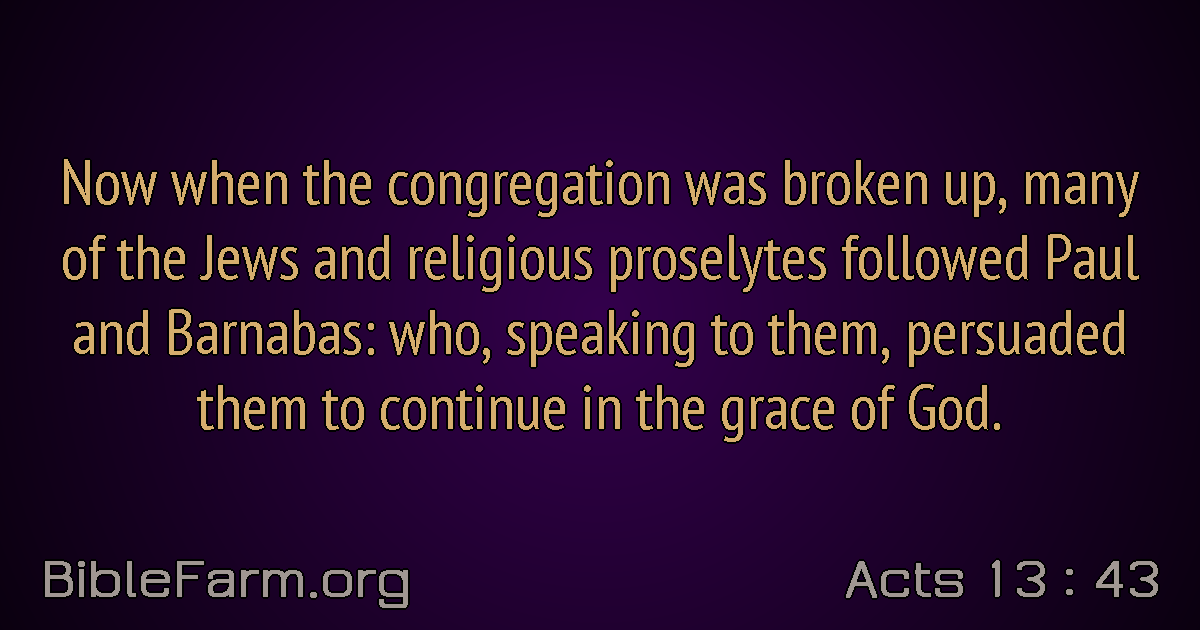 Now when the congregation was broken up, many
of the Jews and religious proselytes followed Paul
and Barnabas: who, speaking to them, persuaded
them to continue in the grace of God.
BibleFarm.org
Acts 13 : 43